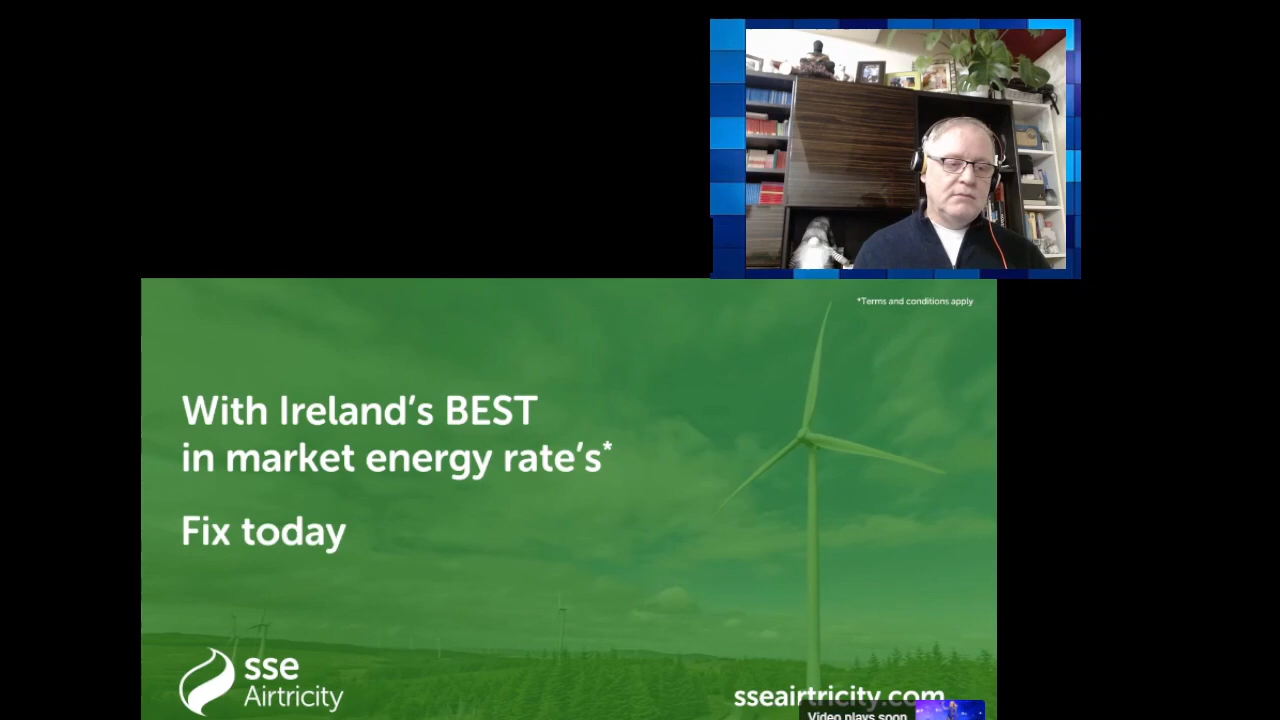 *Terms and conditions apply
With Ireland’s BEST
in market energy rate’s*
Fix today
sse
Airtricity
sseairtricity.com
Video plays soon